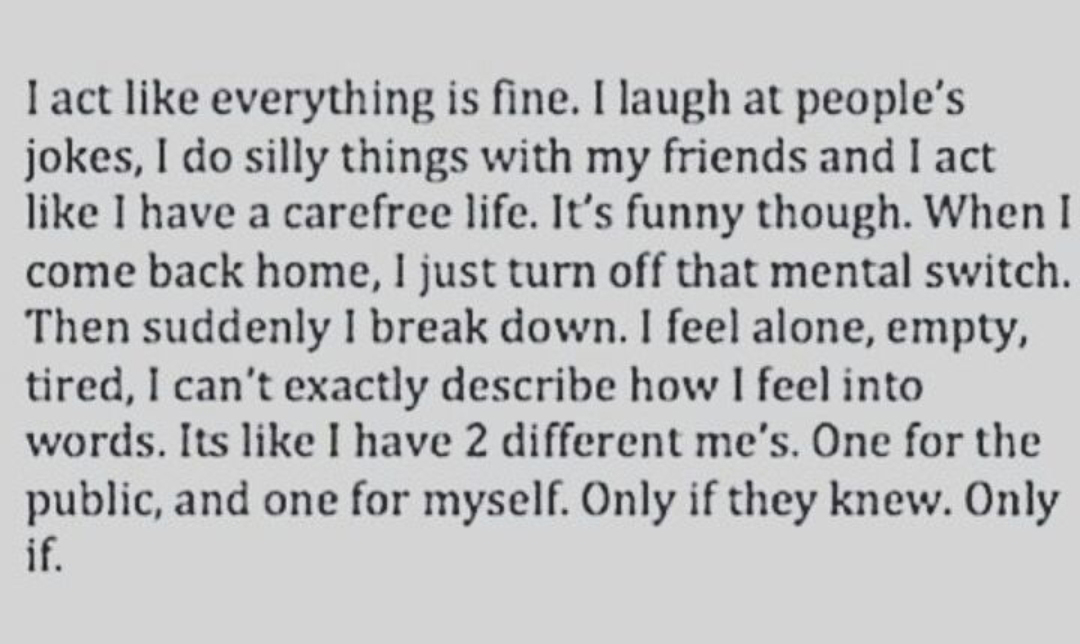 I act like everything is fine. I laugh at people's
jokes, I do silly things with my friends and I act
like I have a carefree life. It's funny though. When I
come back home, I just turn off that mental switch.
Then suddenly I break down. I feel alone, empty,
tired, I can't exactly describe how I feel into
words. Its like I have 2 different me's. One for the
public, and one for myself. Only if they knew. Only
if.